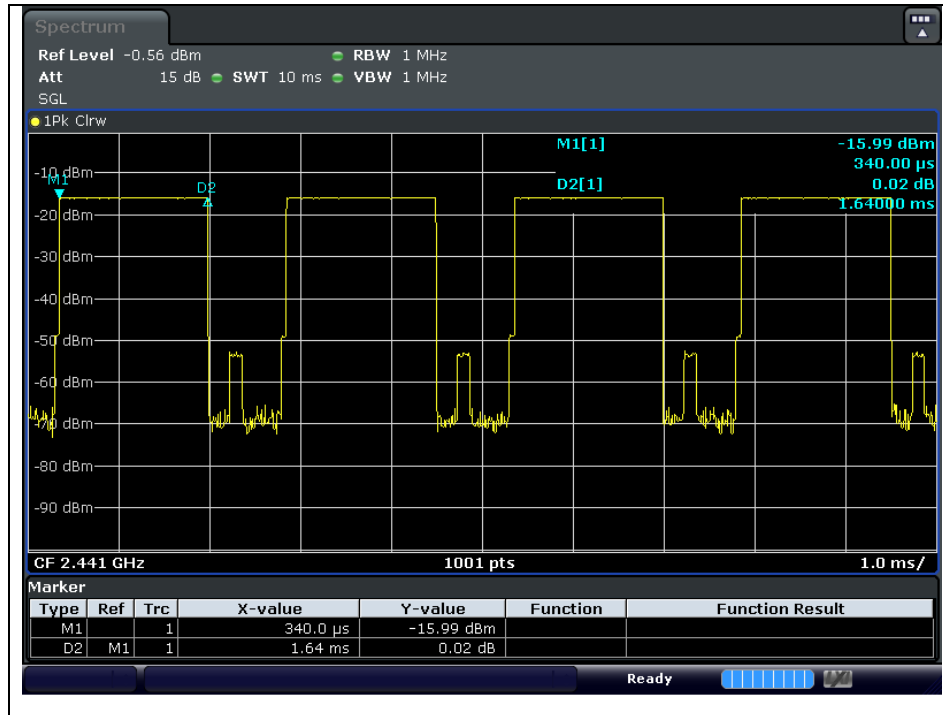 Spectrum
Ref Level -0.56 dBm RBW 1 MHz
Att 15 dB SWT 10 ms VBW 1 MHz
SGL
1Pk Clrw
M1[1] -15.99 dBm
340.00 µs
D2[1] 0.02 dB
1.64000 ms
-10 dBm
M1
D2
-20 dBm
-30 dBm
-40 dBm
-50 dBm
-60 dBm
-70 dBm
-80 dBm
-90 dBm
CF 2.441 GHz 1001 pts 1.0 ms/
Marker
Type Ref Trc X-value Y-value Function Function Result
M1 1 340.0 µs -15.99 dBm
D2 M1 1 1.64 ms 0.02 dB
Ready